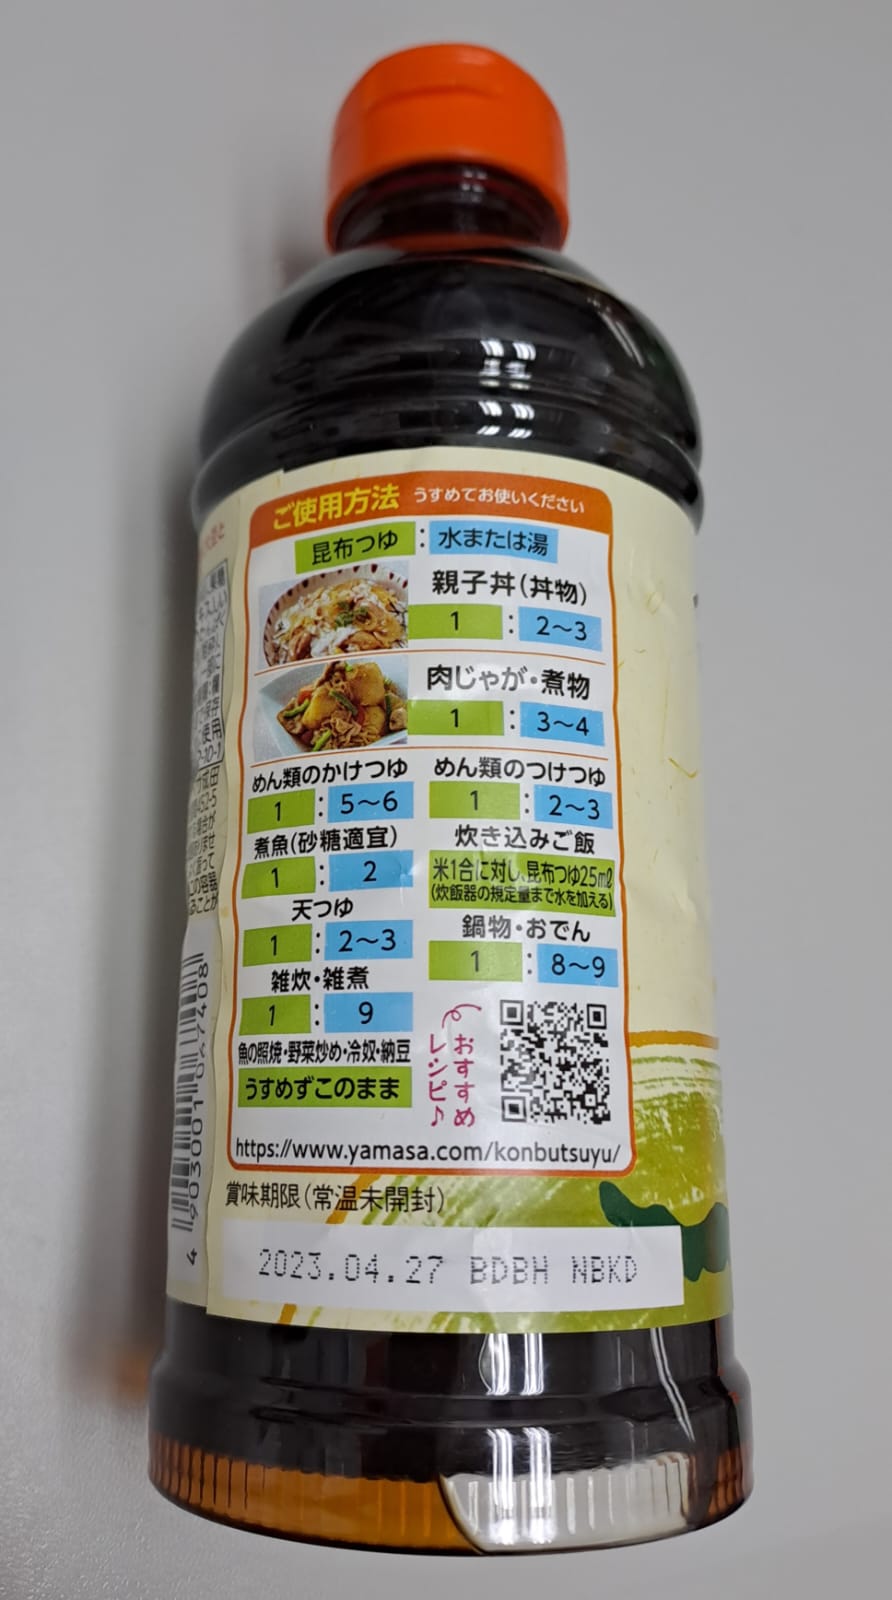 ご使用方法 うすめてお使いください
昆布つゆ : 水または湯
親子丼(丼物)
1 : 2～3
肉じゃが・煮物
1 : 3～4
めん類のかけつゆ
1 : 5～6
めん類のつけつゆ
1 : 2～3
煮魚(砂糖適宜)
1 : 2
炊き込みご飯
米1合に対し、昆布つゆ25ml
(炊飯器の規定量まで水を加える)
天つゆ
1 : 2～3
鍋物・おでん
1 : 8～9
雑炊・雑煮
1 : 9
魚の照焼・野菜炒め・冷奴・納豆
うすめずこのまま
おすすめ
レシピ♪
https://www.yamasa.com/konbutsuyu/
賞味期限(常温未開封)
2023.04.27 BDBH NBKD
4 903001 067408